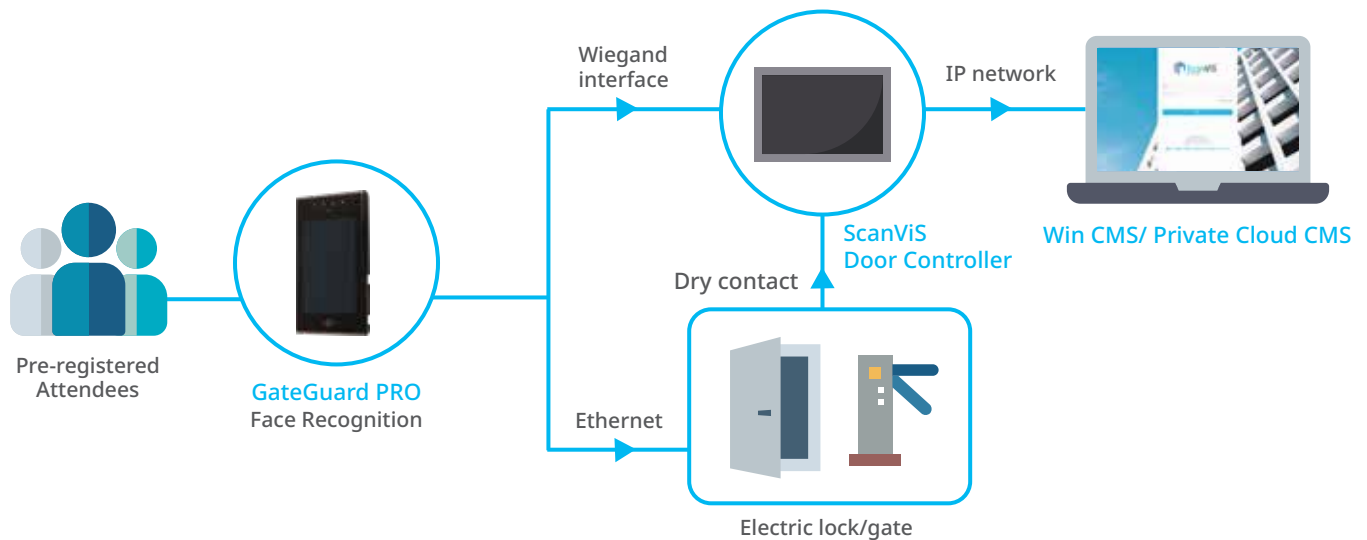 Wiegand
interface
IP network
ScanViS
Door Controller
Win CMS/ Private Cloud CMS
Dry contact
Pre-registered
Attendees
GateGuard PRO
Face Recognition
Ethernet
Electric lock/gate